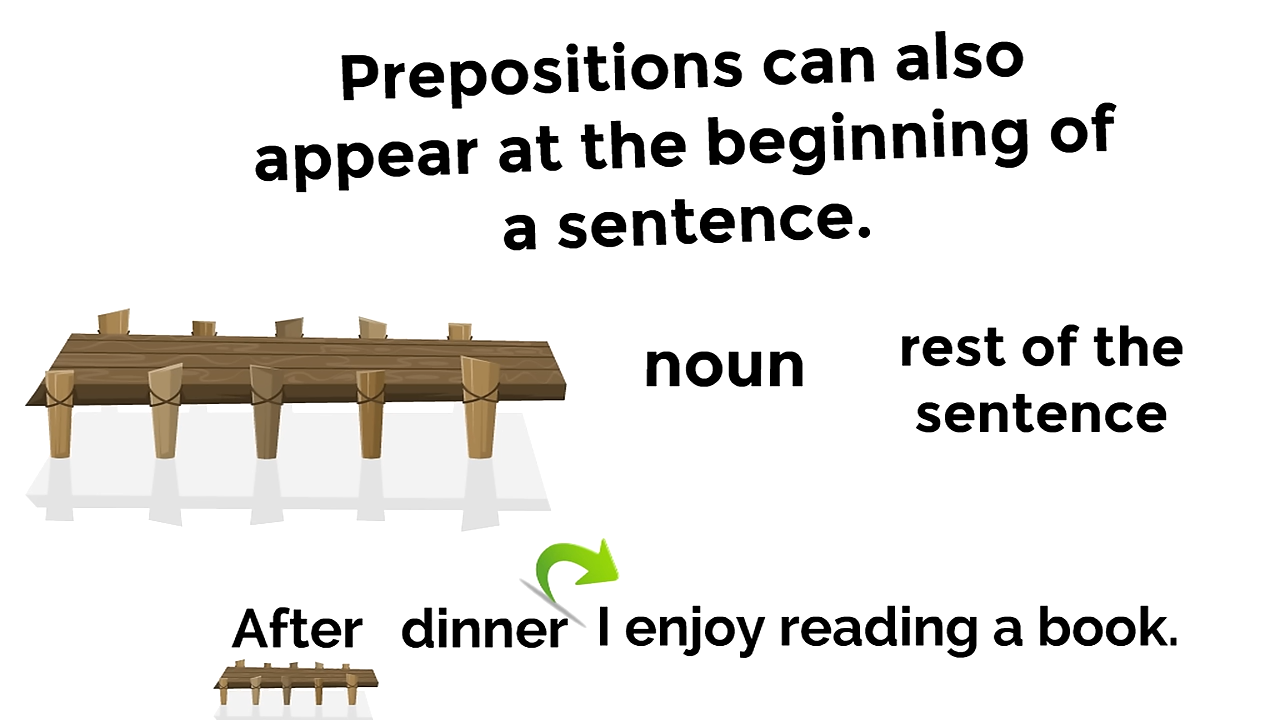 Prepositions can also
appear at the beginning of
a sentence.
noun
rest of the
sentence
After dinner I enjoy reading a book.